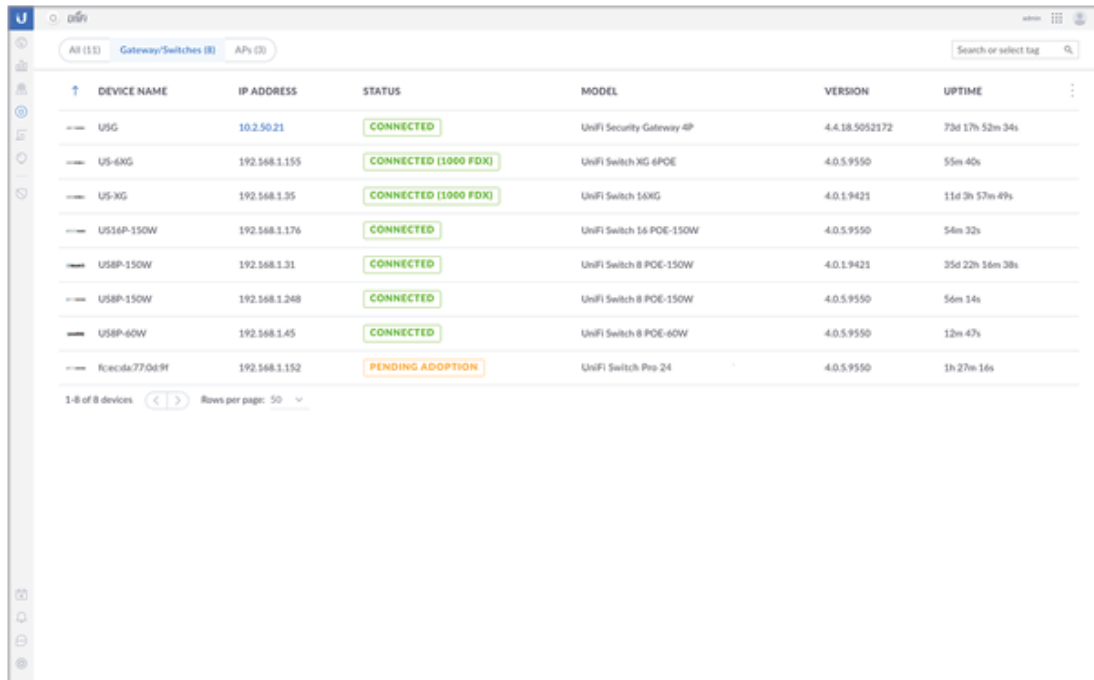 UniFi admin
All (11) Gateway/Switches (8) APs (3) Search or select tag
DEVICE NAME IP ADDRESS STATUS MODEL VERSION UPTIME
USG 10.2.50.21 CONNECTED UniFi Security Gateway 4P 4.4.18.5052172 73d 17h 52m 34s
US-6XG 192.168.1.155 CONNECTED (1000 FDX) UniFi Switch XG 6POE 4.0.5.9550 55m 40s
US-XG 192.168.1.35 CONNECTED (1000 FDX) UniFi Switch 16XG 4.0.1.9421 11d 3h 57m 49s
US16P-150W 192.168.1.176 CONNECTED UniFi Switch 16 POE-150W 4.0.5.9550 54m 32s
US8P-150W 192.168.1.31 CONNECTED UniFi Switch 8 POE-150W 4.0.1.9421 35d 22h 16m 38s
US8P-150W 192.168.1.248 CONNECTED UniFi Switch 8 POE-150W 4.0.5.9550 56m 14s
US8P-60W 192.168.1.45 CONNECTED UniFi Switch 8 POE-60W 4.0.5.9550 12m 47s
fc:ec:da:77:0d:9f 192.168.1.152 PENDING ADOPTION UniFi Switch Pro 24 4.0.5.9550 1h 27m 16s
1-8 of 8 devices Rows per page: 50